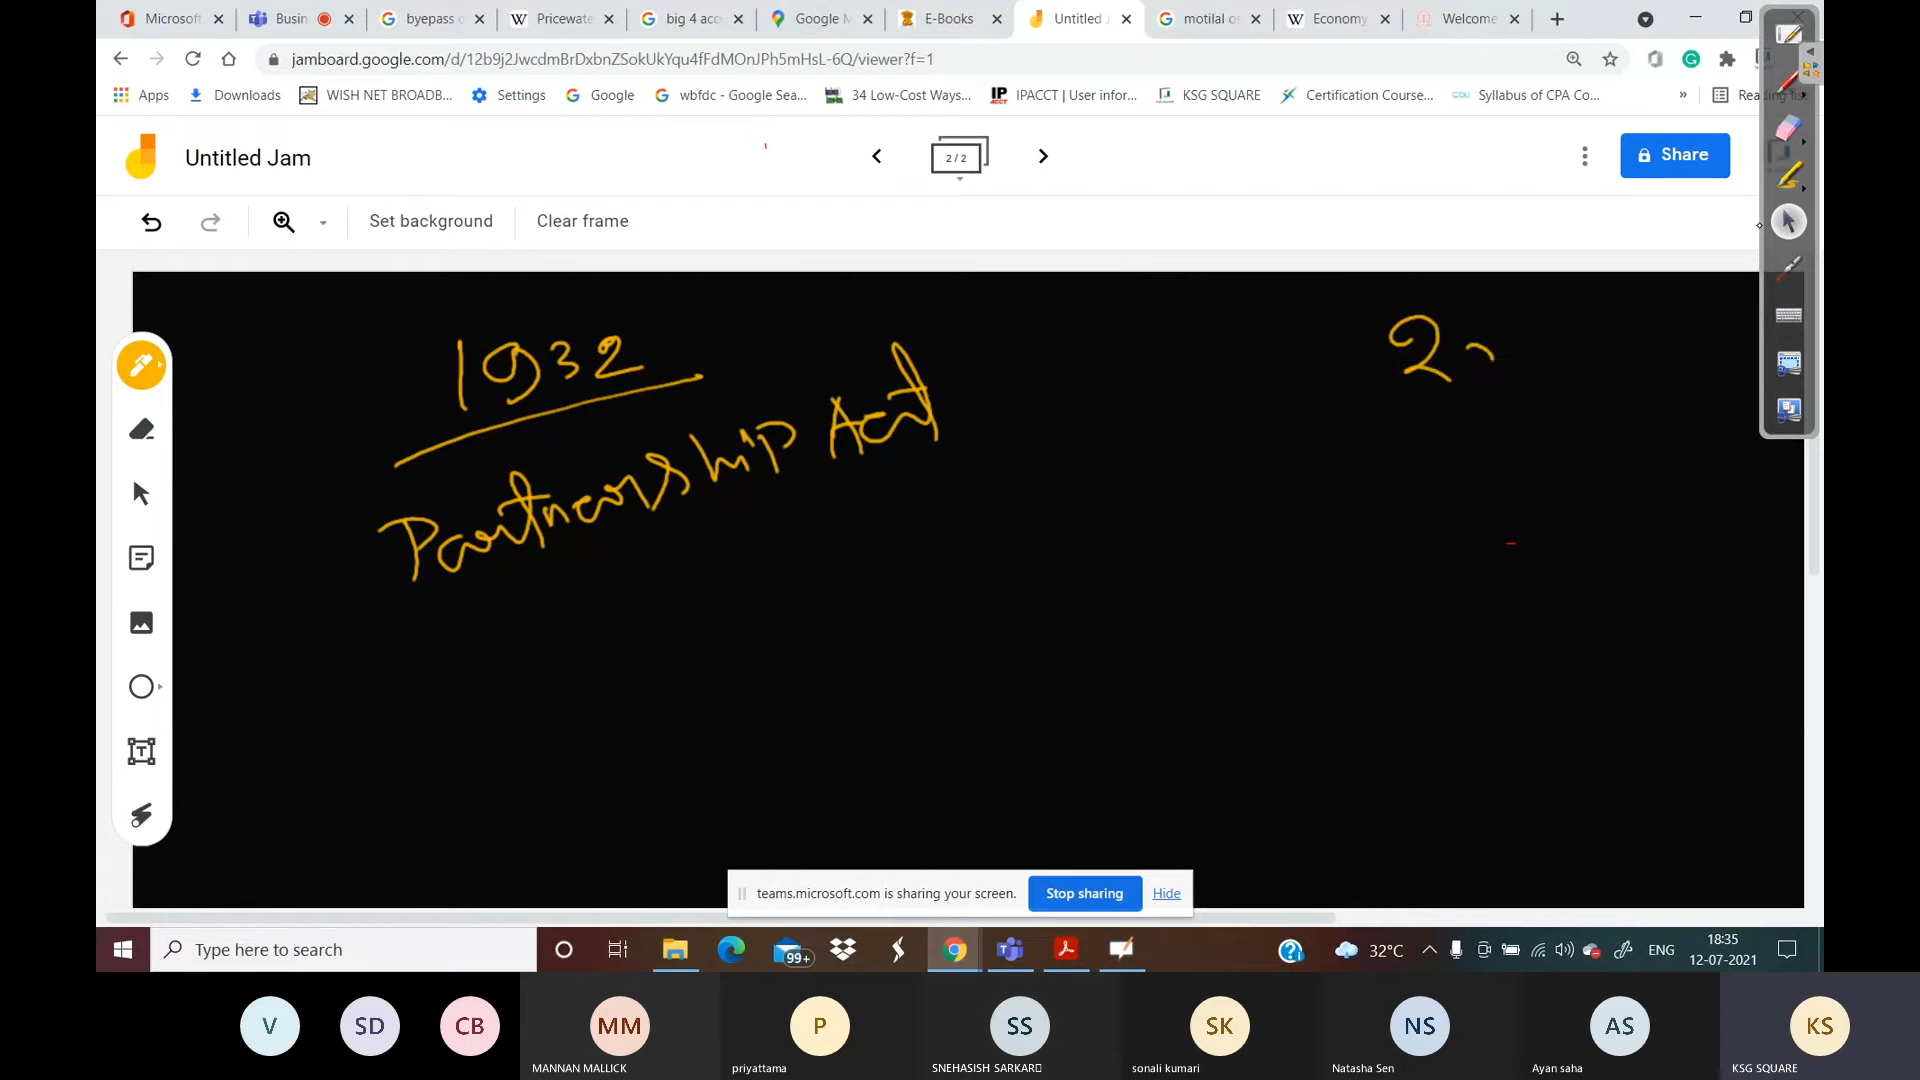 Microsoft
Busin
byepass
Pricewate
big 4 acc
Google M
E-Books
Untitled J
motilal os
Economy
Welcome
jamboard.google.com/d/12b9j2JwcdmBrDxbnZSokUkYqu4fFdMOnJPh5mHsL-6Q/viewer?f=1
Apps
Downloads
WISH NET BROADB...
Settings
Google
wbfdc - Google Sea...
34 Low-Cost Ways...
IPACCT | User infor...
KSG SQUARE
Certification Course...
Syllabus of CPA Co...
»
Untitled Jam
2 / 2
Share
Set background
Clear frame
1932
Partnership Act
2
teams.microsoft.com is sharing your screen.
Stop sharing
Hide
Type here to search
99+
32°C
ENG
18:35
12-07-2021
V
SD
CB
MM
P
SS
SK
NS
AS
KS
MANNAN MALLICK
priyattama
SNEHASISH SARKAR
sonali kumari
Natasha Sen
Ayan saha
KSG SQUARE